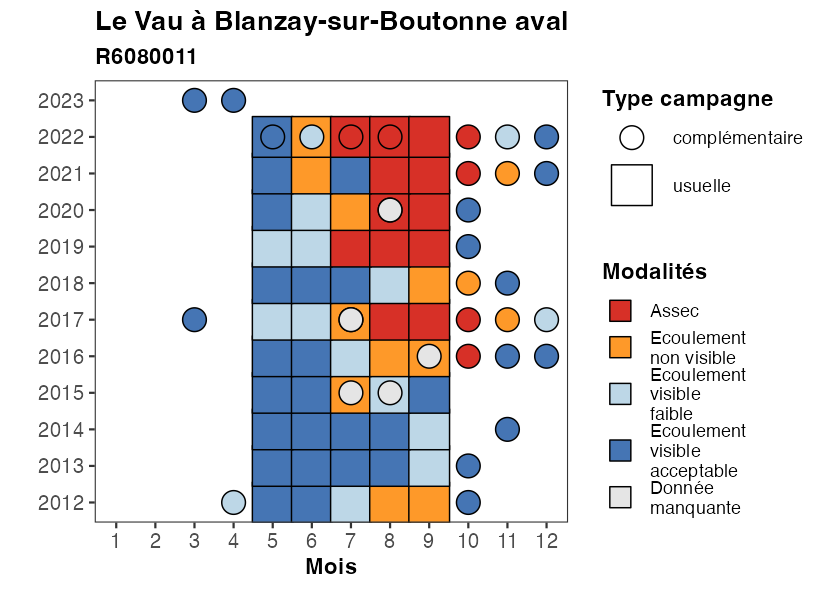 Le Vau à Blanzay-sur-Boutonne aval
R6080011
2023
2022
2021
2020
2019
2018
2017
2016
2015
2014
2013
2012
1 2 3 4 5 6 7 8 9 10 11 12
Mois
Type campagne
complémentaire
usuelle
Modalités
Assec
Ecoulement
non visible
Ecoulement
visible
faible
Ecoulement
visible
acceptable
Donnée
manquante